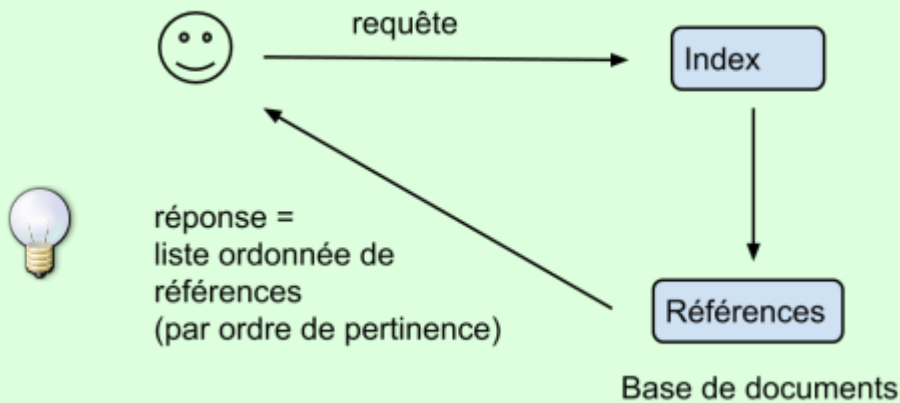 requête
Index
réponse =
liste ordonnée de
références
(par ordre de pertinence)
Références
Base de documents